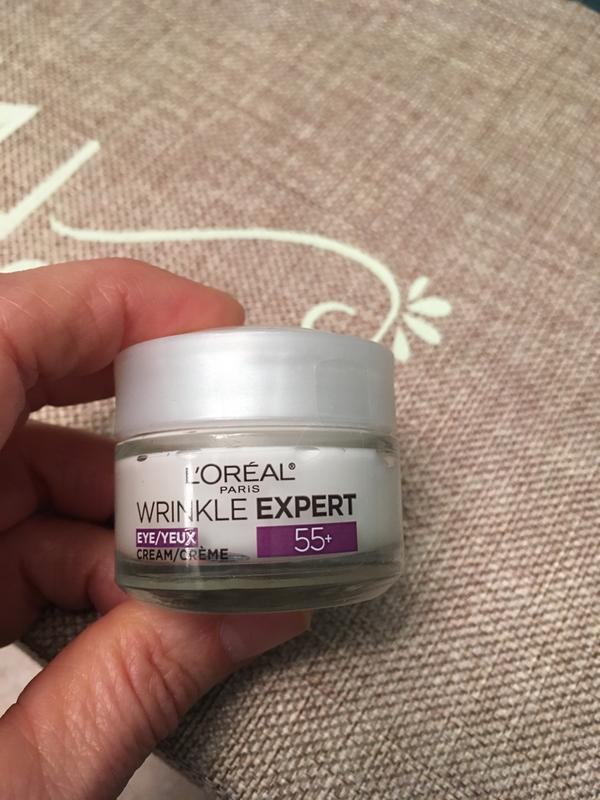 L'ORÉAL®
PARIS
WRINKLE EXPERT
EYE/YEUX 55+
CREAM/CRÈME